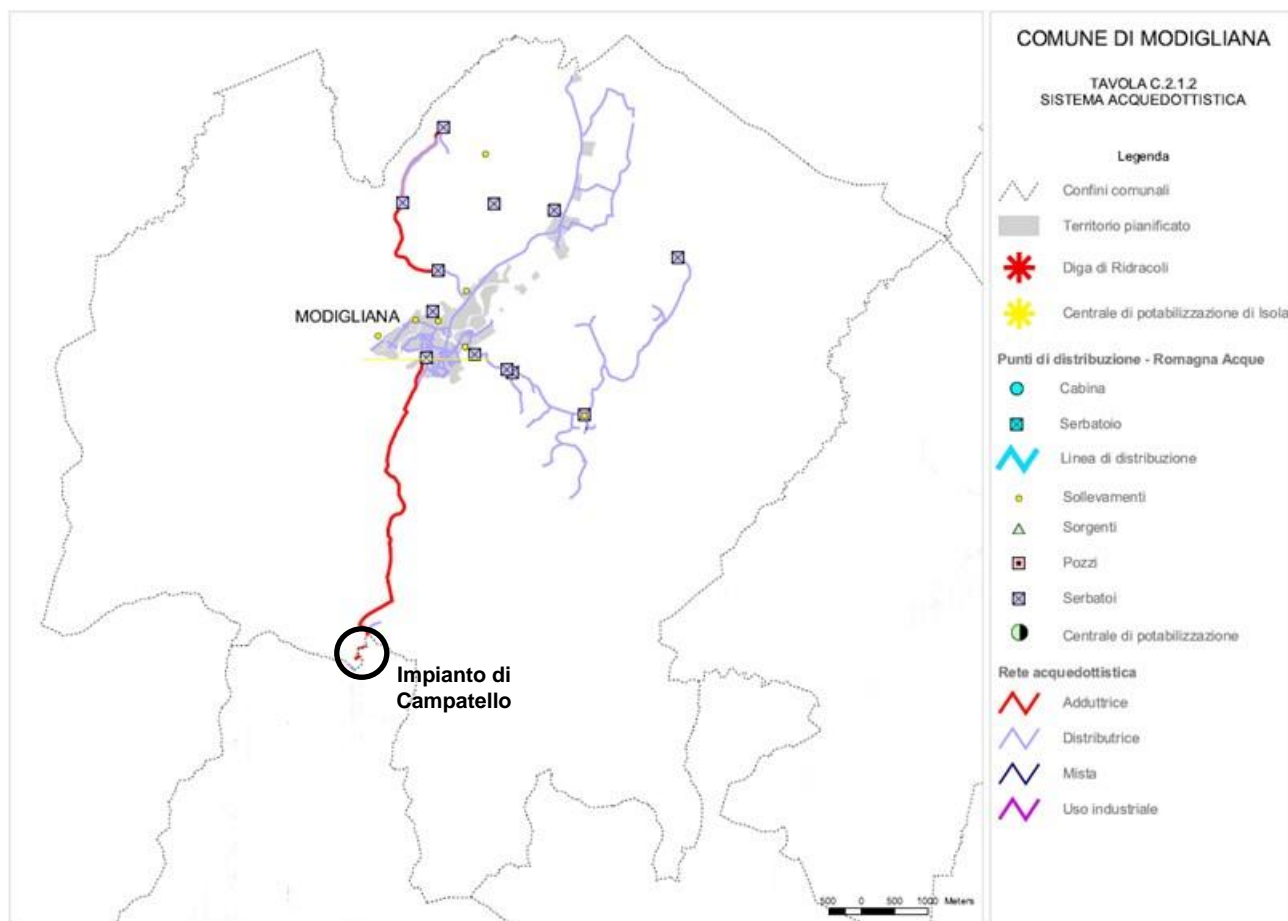 COMUNE DI MODIGLIANA
TAVOLA C.2.1.2
SISTEMA ACQUEDOTTISTICA
Legenda
Confini comunali
Territorio pianificato
Diga di Ridracoli
Centrale di potabilizzazione di Isola
Punti di distribuzione - Romagna Acque
Cabina
Serbatoio
Linea di distribuzione
Sollevamenti
Sorgenti
Pozzi
Serbatoi
Centrale di potabilizzazione
Rete acquedottistica
Adduttrice
Distributrice
Mista
Uso industriale
MODIGLIANA
Impianto di
Campatello
500 0 500 1000 Meters